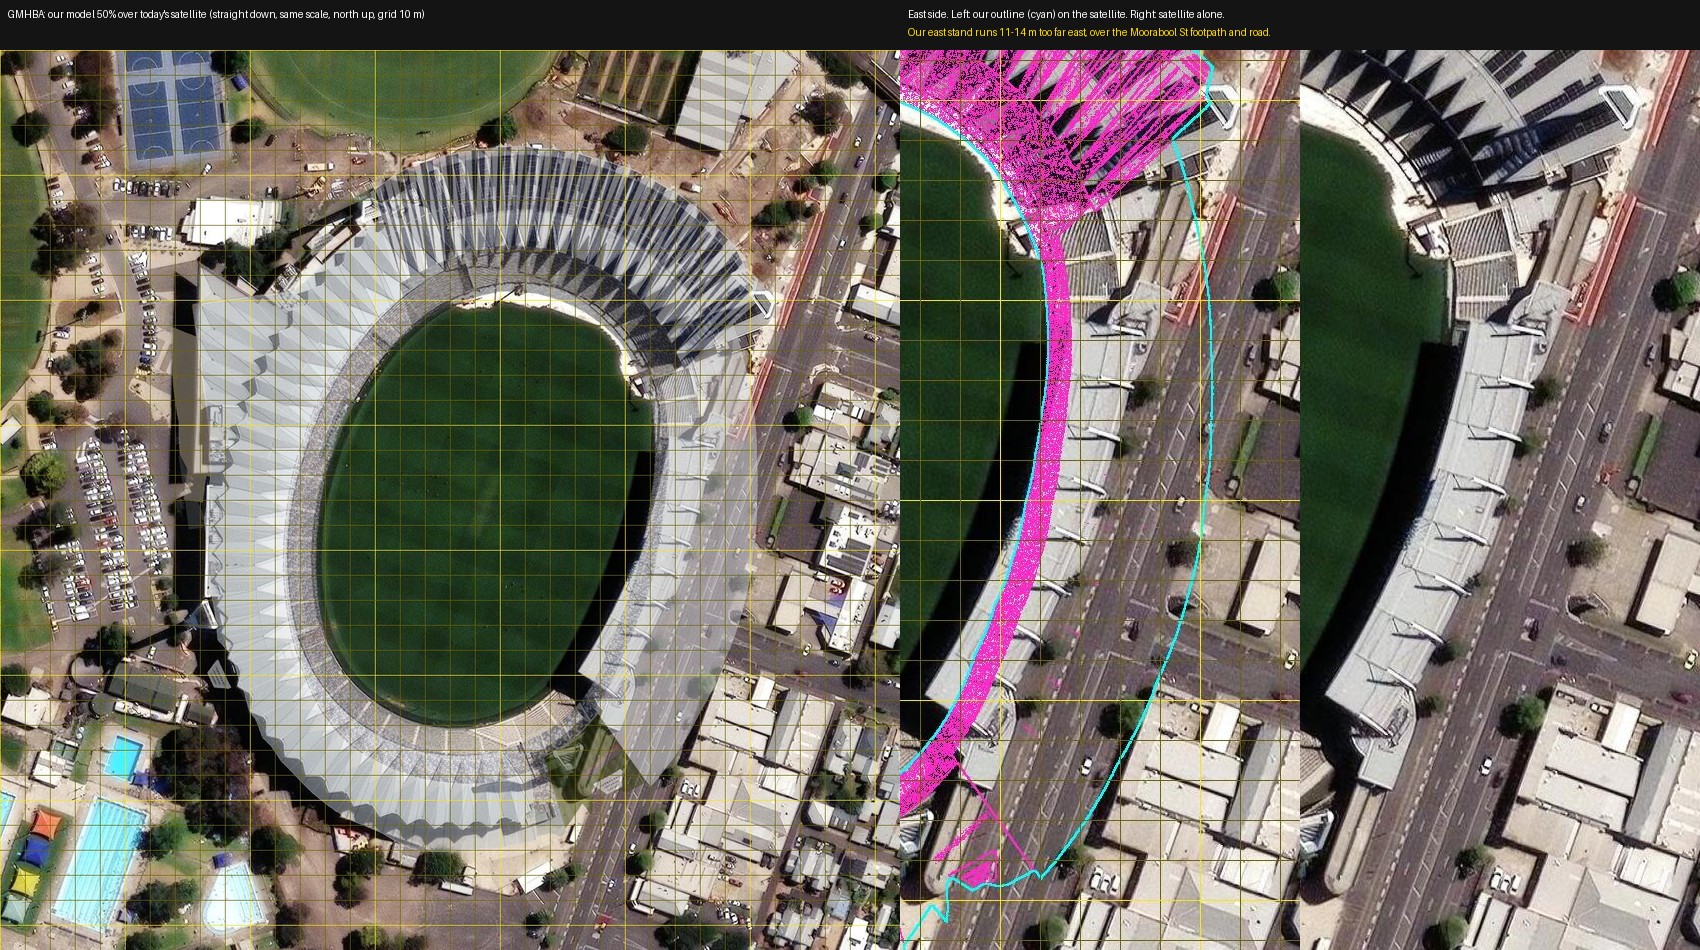 GMHBA: our model 50% over today's satellite (straight down, same scale, north up, grid 10 m)
East side. Left: our outline (cyan) on the satellite. Right: satellite alone.
Our east stand runs 11-14 m too far east, over the Moorabool St footpath and road.